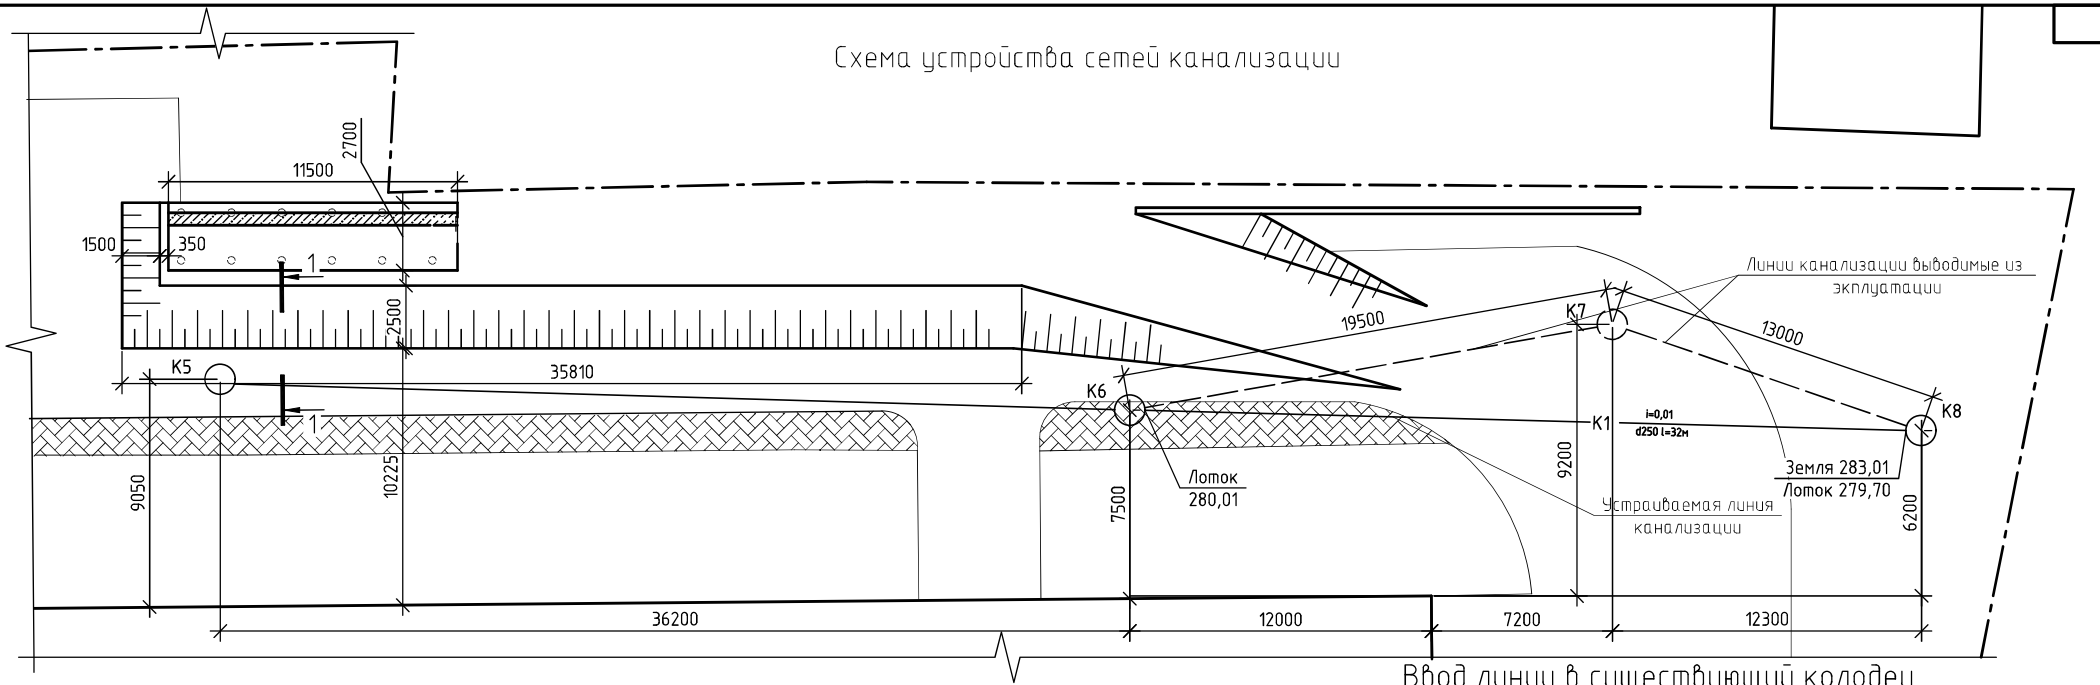 Схема устройства сетей канализации
2700
11500
1500
350
1
2500
Линии канализации выводимые из
эксплуатации
К7
19500
13000
К5
35810
К6
К8
К1
i=0,01
d250 l=32м
1
9050
10225
7500
Лоток
280,01
9200
Земля 283,01
Лоток 279,70
Устраиваемая линия
канализации
6200
36200
12000
7200
12300
Ввод линии в существующий колодец